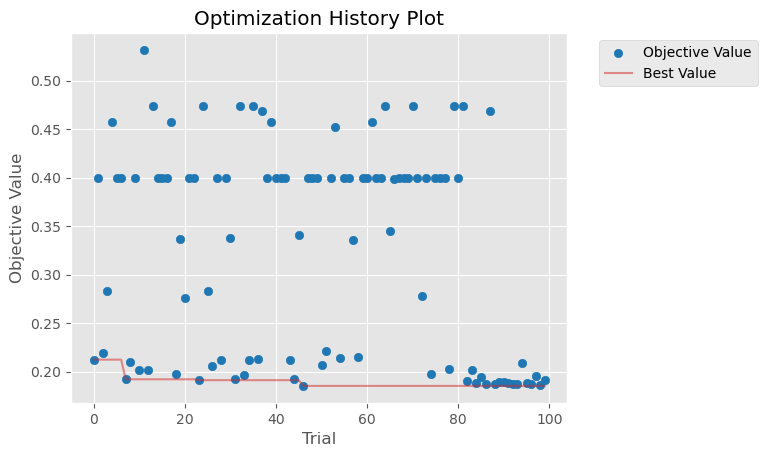 Optimization History Plot
Objective Value
Best Value
Objective Value
0.50
0.45
0.40
0.35
0.30
0.25
0.20
0 20 40 60 80 100
Trial